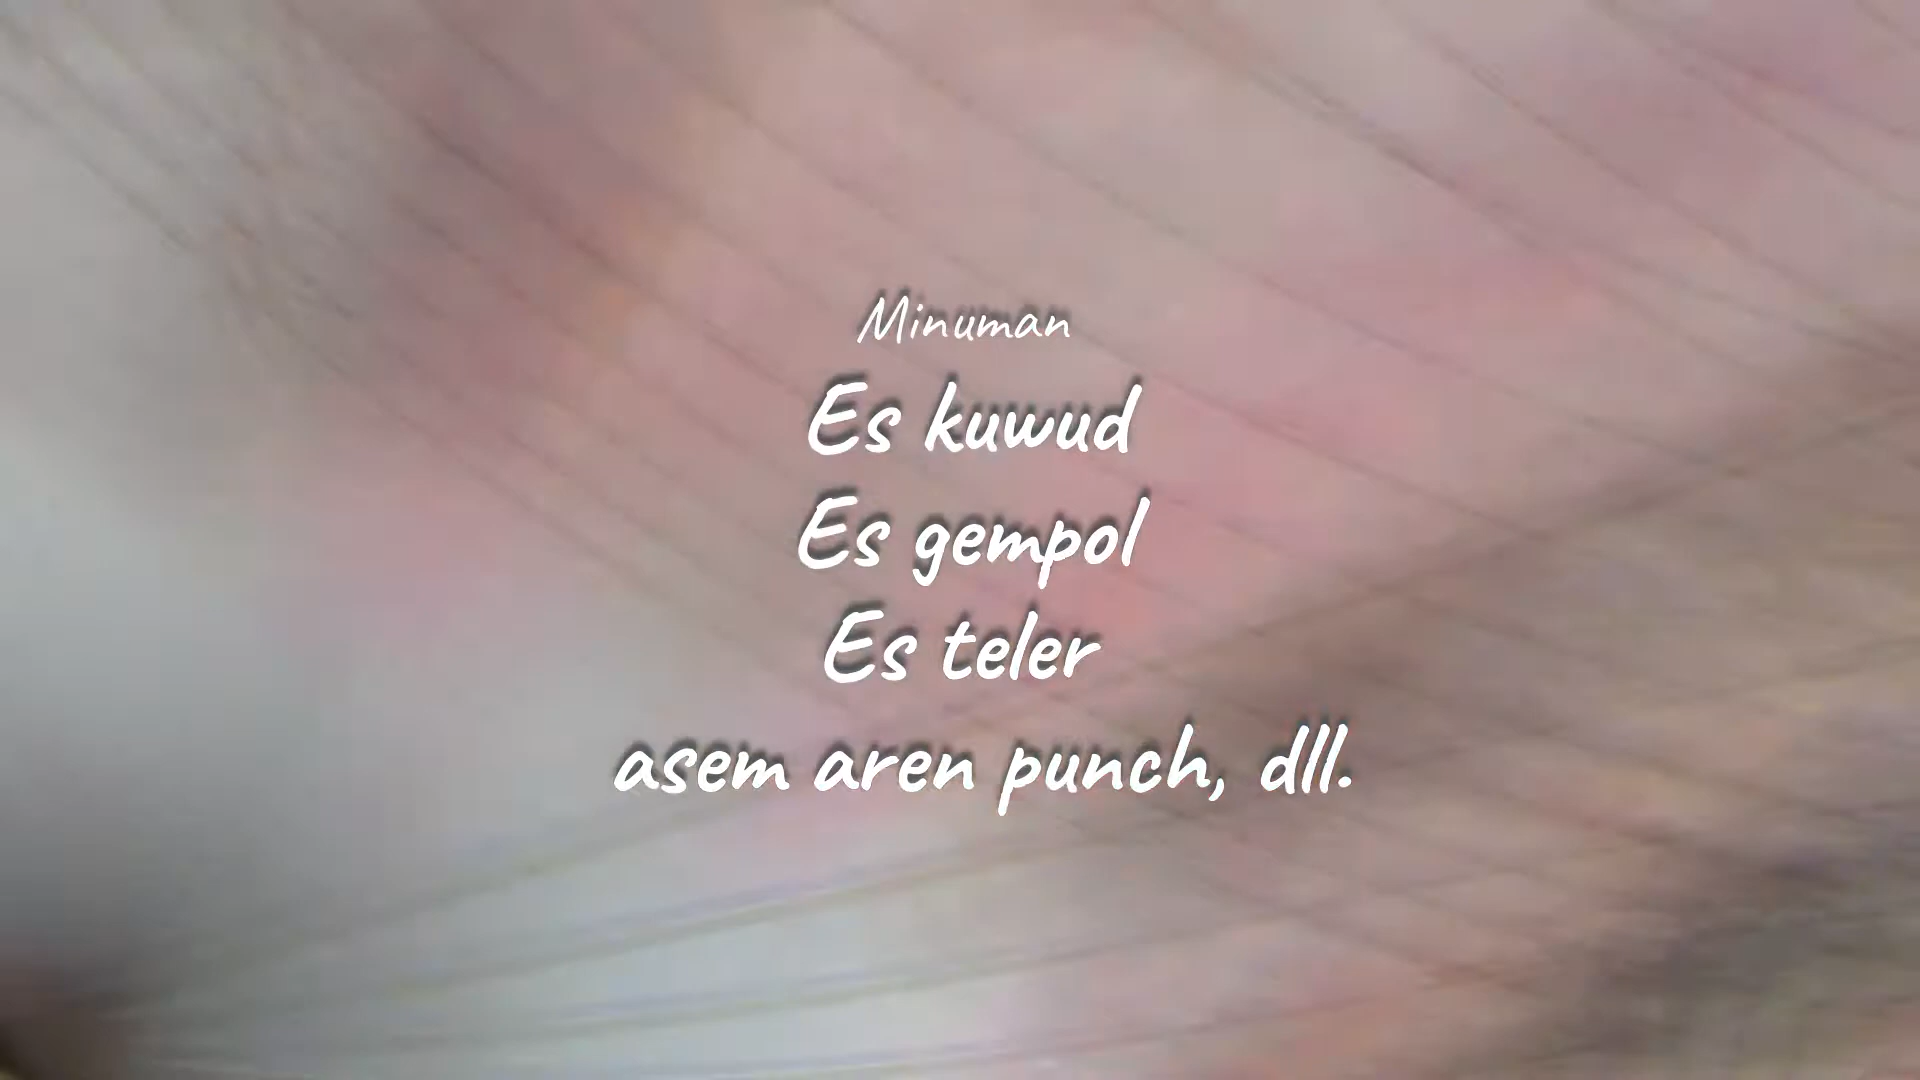 Minuman
Es kuwud
Es gempol
Es teler
asem aren punch, dll.